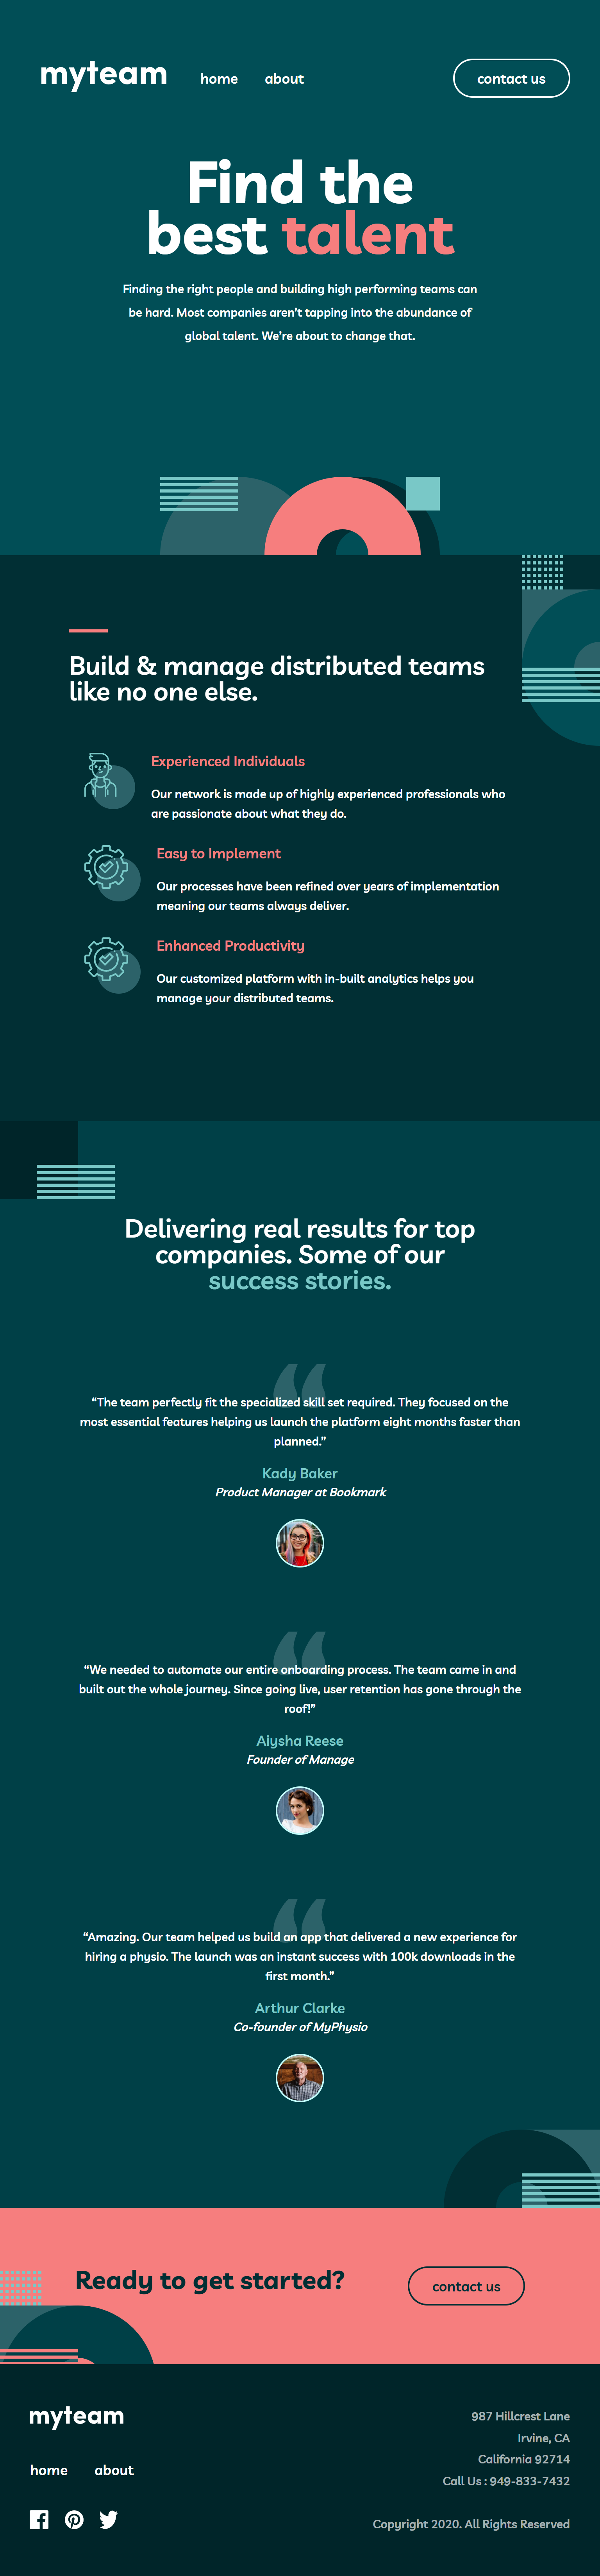 myteam
home
about
contact us
Find the
best talent
Finding the right people and building high performing teams can
be hard. Most companies aren't tapping into the abundance of
global talent. We're about to change that.
Build & manage distributed teams
like no one else.
Experienced Individuals
Our network is made up of highly experienced professionals who
are passionate about what they do.
Easy to Implement
Our processes have been refined over years of implementation
meaning our teams always deliver.
Enhanced Productivity
Our customized platform with in-built analytics helps you
manage your distributed teams.
Delivering real results for top
companies. Some of our
success stories.
“The team perfectly fit the specialized skill set required. They focused on the
most essential features helping us launch the platform eight months faster than
planned.”
Kady Baker
Product Manager at Bookmark
“We needed to automate our entire onboarding process. The team came in and
built out the whole journey. Since going live, user retention has gone through the
roof!”
Aiysha Reese
Founder of Manage
“Amazing. Our team helped us build an app that delivered a new experience for
hiring a physio. The launch was an instant success with 100k downloads in the
first month.”
Arthur Clarke
Co-founder of MyPhysio
Ready to get started?
contact us
myteam
home
about
987 Hillcrest Lane
Irvine, CA
California 92714
Call Us : 949-833-7432
Copyright 2020. All Rights Reserved